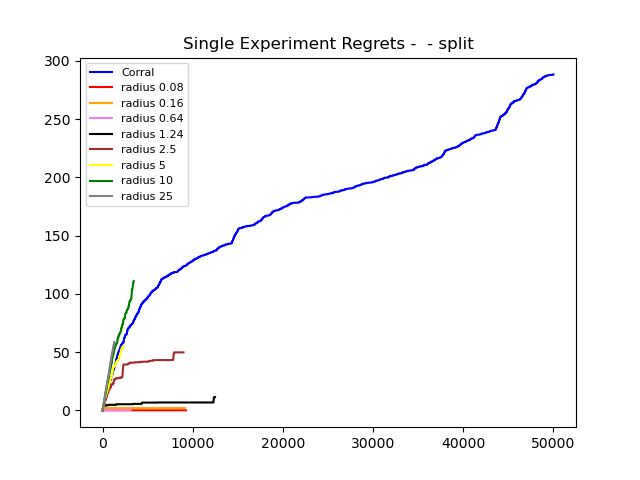 Single Experiment Regrets -  - split
300
250
200
150
100
50
0
Corral
radius 0.08
radius 0.16
radius 0.64
radius 1.24
radius 2.5
radius 5
radius 10
radius 25
0 10000 20000 30000 40000 50000